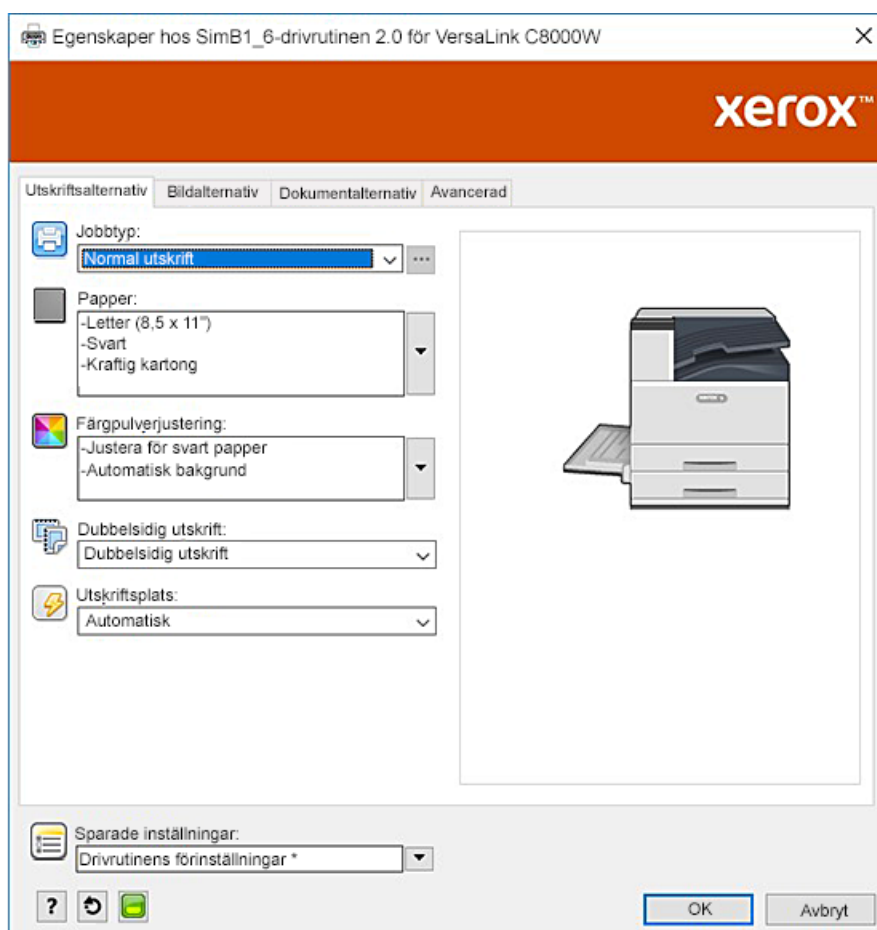 Egenskaper hos SimB1_6-drivrutinen 2.0 för VersaLink C8000W
xerox™
Utskriftsalternativ Bildalternativ Dokumentalternativ Avancerad
Jobbtyp:
Normal utskrift
Papper:
-Letter (8,5 x 11")
-Svart
-Kraftig kartong
Färgpulverjustering:
-Justera för svart papper
-Automatisk bakgrund
Dubbelsidig utskrift:
Dubbelsidig utskrift
Utskriftsplats:
Automatisk
Sparade inställningar:
Drivrutinens förinställningar *
?
OK Avbryt